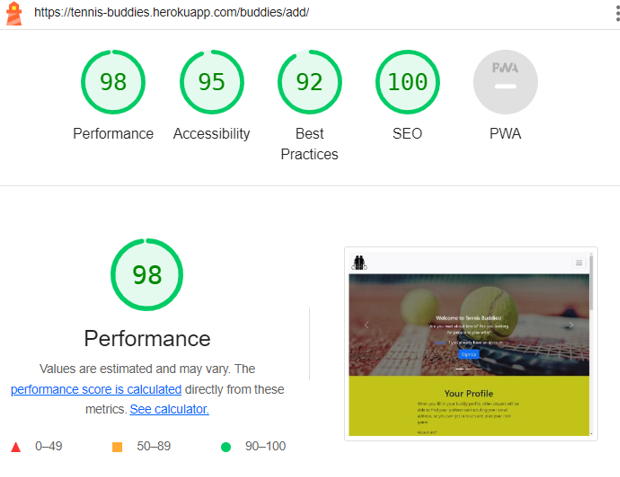 https://tennis-buddies.herokuapp.com/buddies/add/
98
95
92
100
PWA
Performance
Accessibility
Best
Practices
SEO
PWA
98
Performance
Values are estimated and may vary. The
performance score is calculated directly from these
metrics. See calculator.
0–49
50–89
90–100
Welcome to Tennis Buddies!
Your Profile